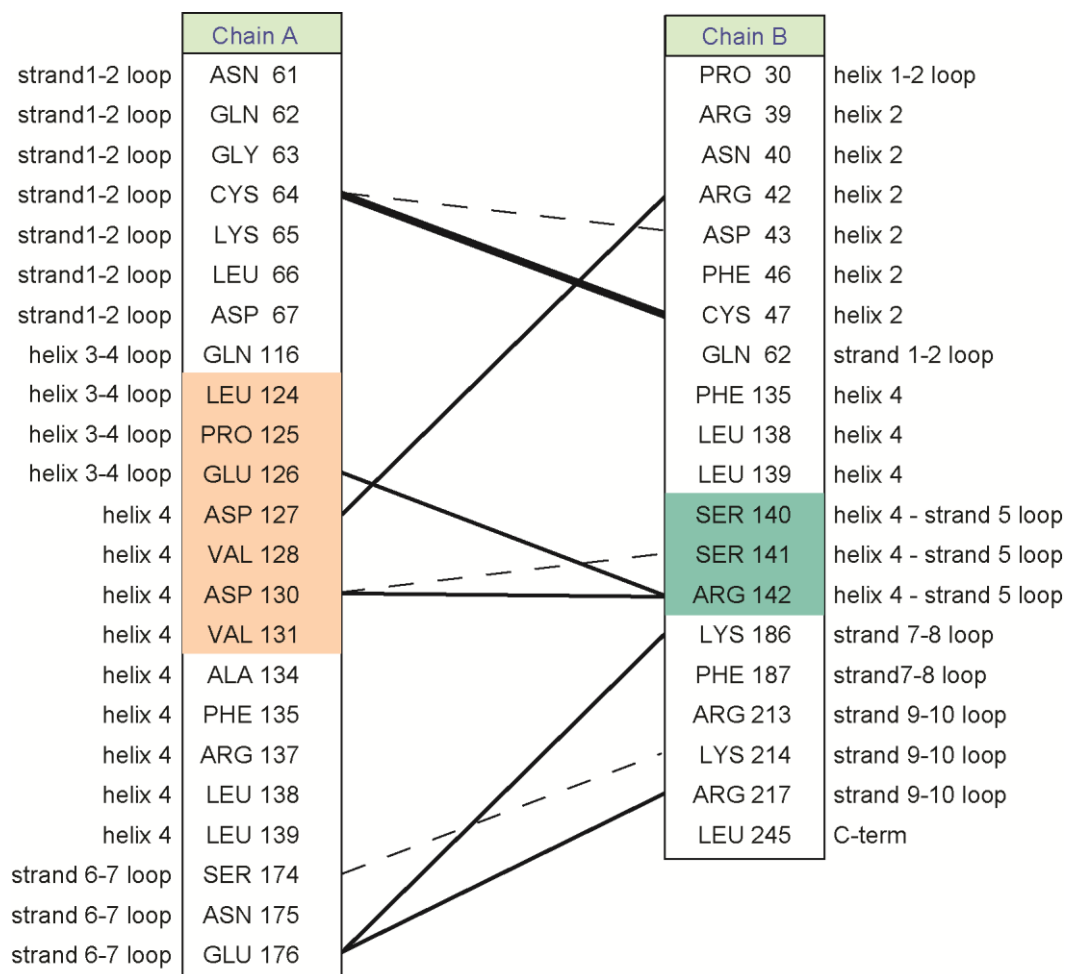 Chain A Chain B
strand1-2 loop ASN 61 PRO 30 helix 1-2 loop
strand1-2 loop GLN 62 ARG 39 helix 2
strand1-2 loop GLY 63 ASN 40 helix 2
strand1-2 loop CYS 64 ARG 42 helix 2
strand1-2 loop LYS 65 ASP 43 helix 2
strand1-2 loop LEU 66 PHE 46 helix 2
strand1-2 loop ASP 67 CYS 47 helix 2
helix 3-4 loop GLN 116 GLN 62 strand 1-2 loop
helix 3-4 loop LEU 124 PHE 135 helix 4
helix 3-4 loop PRO 125 LEU 138 helix 4
helix 3-4 loop GLU 126 LEU 139 helix 4
helix 4 ASP 127 SER 140 helix 4 - strand 5 loop
helix 4 VAL 128 SER 141 helix 4 - strand 5 loop
helix 4 ASP 130 ARG 142 helix 4 - strand 5 loop
helix 4 VAL 131 LYS 186 strand 7-8 loop
helix 4 ALA 134 PHE 187 strand7-8 loop
helix 4 PHE 135 ARG 213 strand 9-10 loop
helix 4 ARG 137 LYS 214 strand 9-10 loop
helix 4 LEU 138 ARG 217 strand 9-10 loop
helix 4 LEU 139 LEU 245 C-term
strand 6-7 loop SER 174
strand 6-7 loop ASN 175
strand 6-7 loop GLU 176